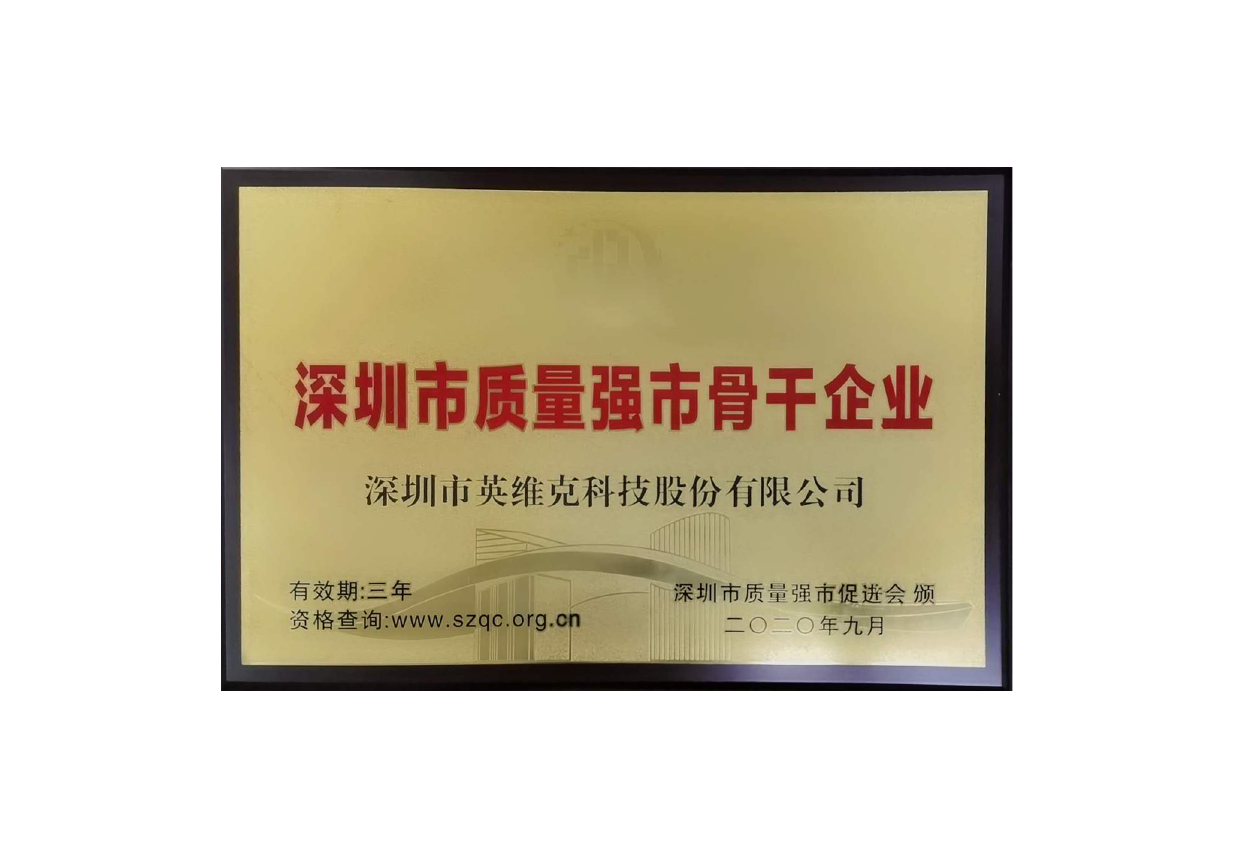 深圳市质量强市骨干企业
深圳市英维克科技股份有限公司
有效期:三年
资格查询:www.szqc.org.cn
深圳市质量强市促进会 颁
二〇二〇年九月